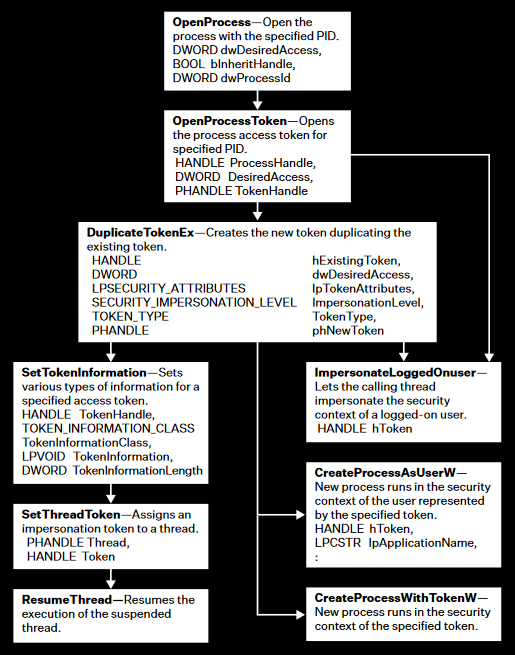 OpenProcess—Open the
process with the specified PID.
DWORD dwDesiredAccess,
BOOL bInheritHandle,
DWORD dwProcessId
OpenProcessToken—Opens
the process access token for
specified PID.
HANDLE ProcessHandle,
DWORD DesiredAccess,
PHANDLE TokenHandle
DuplicateTokenEx—Creates the new token duplicating the
existing token.
HANDLE hExistingToken,
DWORD dwDesiredAccess,
LPSECURITY_ATTRIBUTES lpTokenAttributes,
SECURITY_IMPERSONATION_LEVEL ImpersonationLevel,
TOKEN_TYPE TokenType,
PHANDLE phNewToken
SetTokenInformation—Sets
various types of information for a
specified access token.
HANDLE TokenHandle,
TOKEN_INFORMATION_CLASS
TokenInformationClass,
LPVOID TokenInformation,
DWORD TokenInformationLength
SetThreadToken—Assigns an
impersonation token to a thread.
PHANDLE Thread,
HANDLE Token
ResumeThread—Resumes the
execution of the suspended
thread.
ImpersonateLoggedOnuser—
Lets the calling thread
impersonate the security
context of a logged-on user.
HANDLE hToken
CreateProcessAsUserW—
New process runs in the security
context of the user represented
by the specified token.
HANDLE hToken,
LPCSTR lpApplicationName,
:
CreateProcessWithTokenW—
New process runs in the security
context of the specified token.